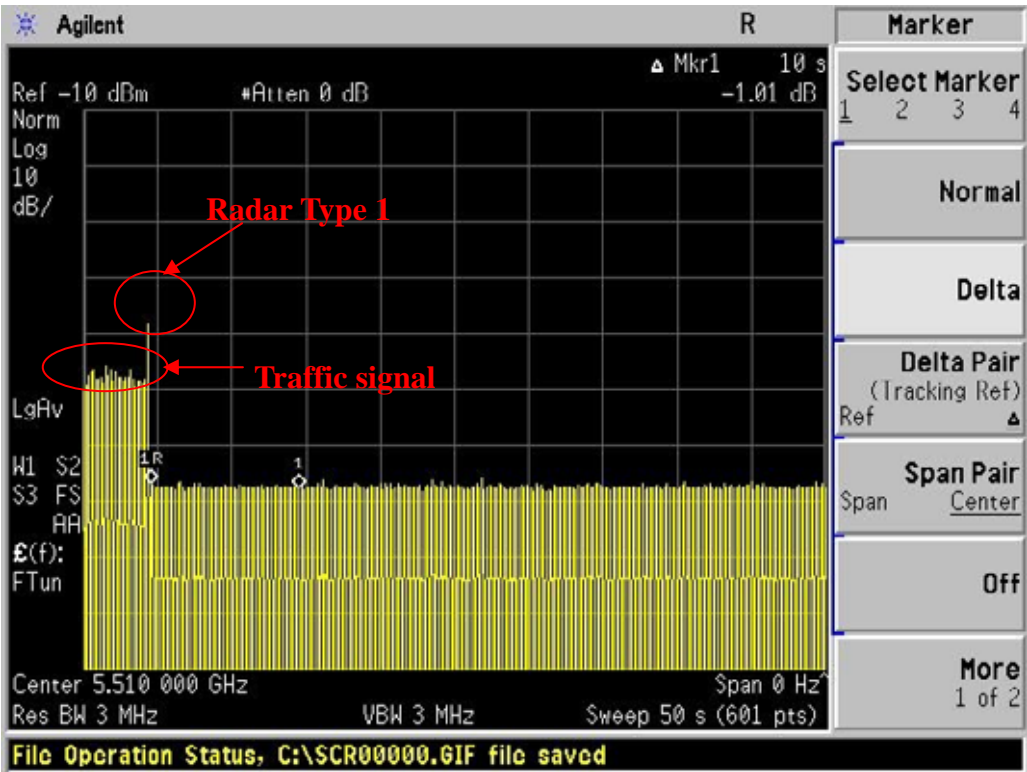 Agilent R Marker
Δ Mkr1 10 s
Ref -10 dBm #Atten 0 dB -1.01 dB
Norm
Log
10
dB/
Radar Type 1
Traffic signal
LgAv
W1 S2
S3 FS
AA
£(f):
FTun
1R
1
Center 5.510 000 GHz Span 0 Hz^
Res BW 3 MHz VBW 3 MHz Sweep 50 s (601 pts)
File Operation Status, C:\SCR00000.GIF file saved
Select Marker
1 2 3 4
Normal
Delta
Delta Pair
(Tracking Ref)
Ref Δ
Span Pair
Span Center
Off
More
1 of 2